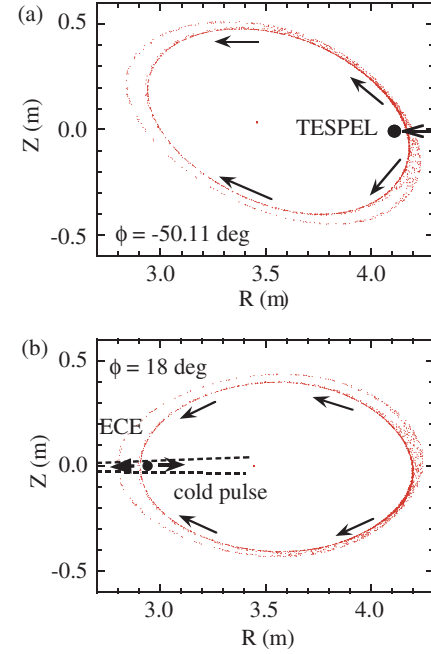 (a)
0.5
Z (m)
0.0
TESPEL
-0.5
ϕ = -50.11 deg
3.0 3.5 4.0
R (m)
(b)
0.5
ϕ = 18 deg
ECE
Z (m)
0.0
cold pulse
-0.5
3.0 3.5 4.0
R (m)